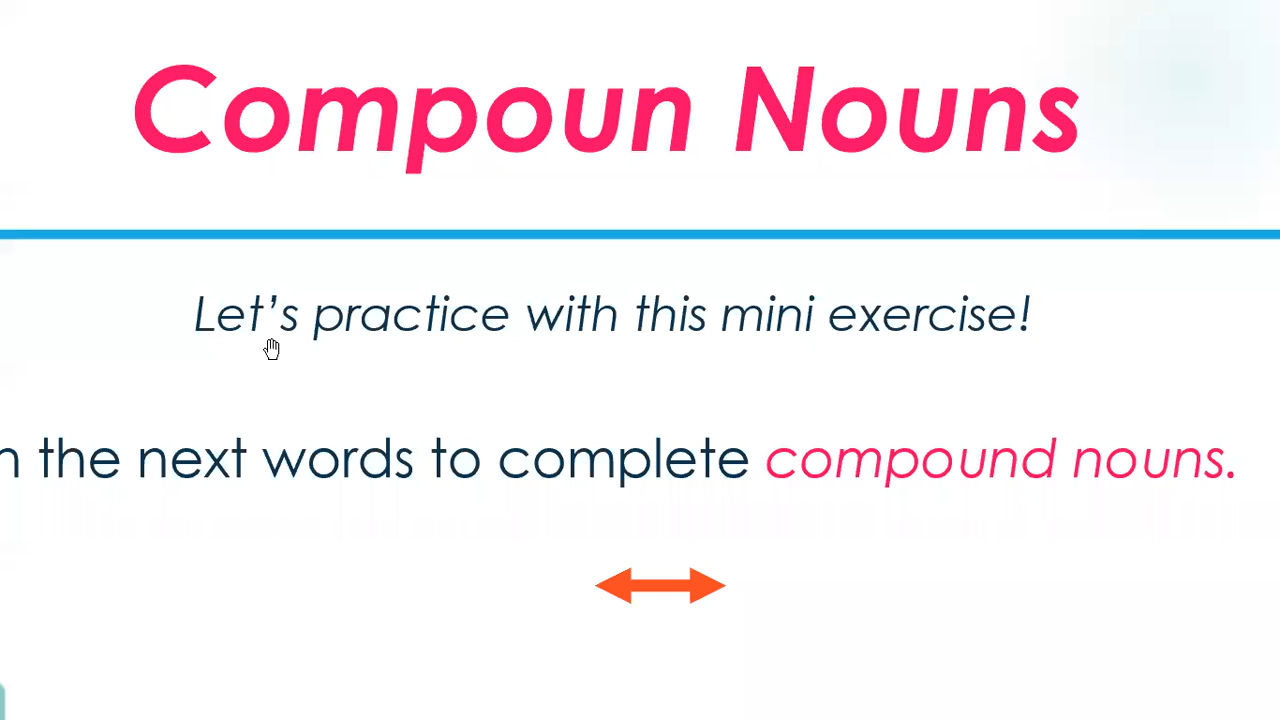 Compoun Nouns
Let’s practice with this mini exercise!
the next words to complete compound nouns.